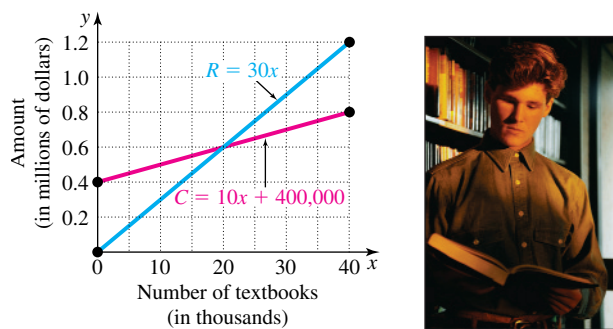 y
1.2
1.0
0.8
0.6
0.4
0.2
R = 30x
C = 10x + 400,000
0 10 20 30 40 x
Amount
(in millions of dollars)
Number of textbooks
(in thousands)